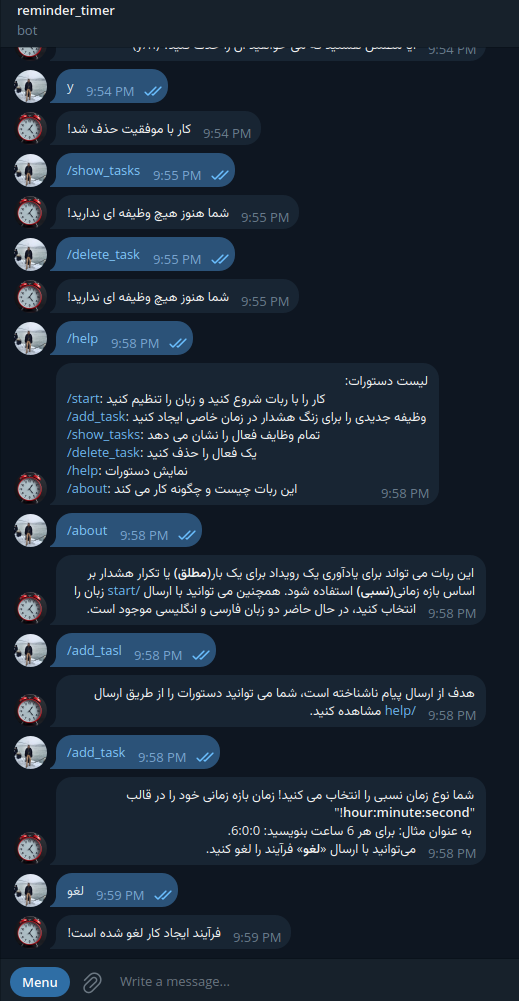 reminder_timer
bot
آیا مطمئن هستید که می خواهید آن را حذف کنید؟ (y/n)
9:54 PM
y 9:54 PM
کار با موفقیت حذف شد! 9:54 PM
/show_tasks 9:55 PM
شما هنوز هیچ وظیفه ای ندارید! 9:55 PM
/delete_task 9:55 PM
شما هنوز هیچ وظیفه ای ندارید! 9:55 PM
/help 9:58 PM
لیست دستورات:
/start: کار را با ربات شروع کنید و زبان را تنظیم کنید
/add_task: وظیفه جدیدی را برای زنگ هشدار در زمان خاصی ایجاد کنید
/show_tasks: تمام وظایف فعال را نشان می دهد
/delete_task: یک فعال را حذف کنید
/help: نمایش دستورات
/about: این ربات چیست و چگونه کار می کند 9:58 PM
/about 9:58 PM
این ربات می تواند برای یادآوری یک رویداد برای یک بار(مطلق) یا تکرار هشدار بر
اساس بازه زمانی(نسبی) استفاده شود. همچنین می توانید با ارسال /start زبان را
انتخاب کنید، در حال حاضر دو زبان فارسی و انگلیسی موجود است. 9:58 PM
/add_tasl 9:58 PM
هدف از ارسال پیام ناشناخته است، شما می توانید دستورات را از طریق ارسال
/help مشاهده کنید. 9:58 PM
/add_task 9:58 PM
شما نوع زمان نسبی را انتخاب می کنید! زمان بازه زمانی خود را در قالب
"hour:minute:second!"
به عنوان مثال: برای هر 6 ساعت بنویسید: 6:0:0.
می‌توانید با ارسال «لغو» فرآیند را لغو کنید. 9:58 PM
لغو 9:59 PM
فرآیند ایجاد کار لغو شده است! 9:59 PM
Menu
Write a message...